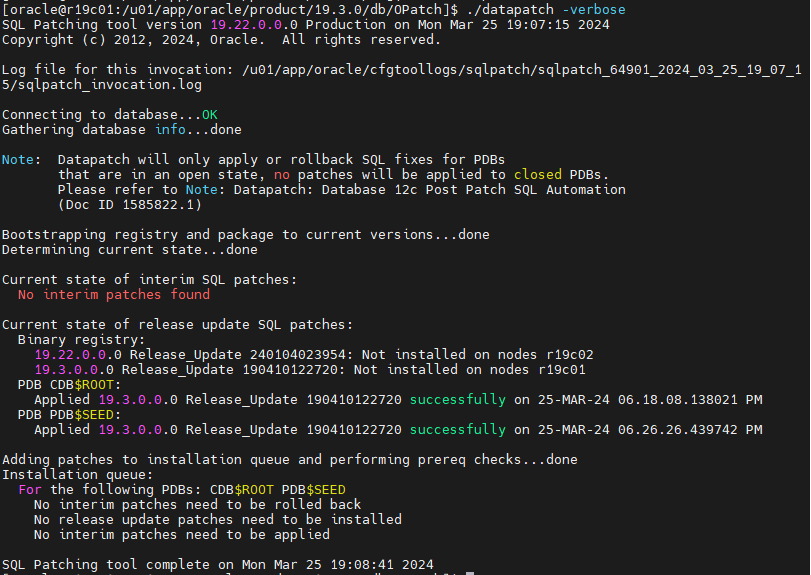 [oracle@r19c01:/u01/app/oracle/product/19.3.0/db/OPatch]$ ./datapatch -verbose
SQL Patching tool version 19.22.0.0.0 Production on Mon Mar 25 19:07:15 2024
Copyright (c) 2012, 2024, Oracle.  All rights reserved.

Log file for this invocation: /u01/app/oracle/cfgtoollogs/sqlpatch/sqlpatch_64901_2024_03_25_19_07_1
5/sqlpatch_invocation.log

Connecting to database...OK
Gathering database info...done

Note:  Datapatch will only apply or rollback SQL fixes for PDBs
       that are in an open state, no patches will be applied to closed PDBs.
       Please refer to Note: Datapatch: Database 12c Post Patch SQL Automation
       (Doc ID 1585822.1)

Bootstrapping registry and package to current versions...done
Determining current state...done

Current state of interim SQL patches:
  No interim patches found

Current state of release update SQL patches:
  Binary registry:
    19.22.0.0.0 Release_Update 240104023954: Not installed on nodes r19c02
    19.3.0.0.0 Release_Update 190410122720: Not installed on nodes r19c01
  PDB CDB$ROOT:
    Applied 19.3.0.0.0 Release_Update 190410122720 successfully on 25-MAR-24 06.18.08.138021 PM
  PDB PDB$SEED:
    Applied 19.3.0.0.0 Release_Update 190410122720 successfully on 25-MAR-24 06.26.26.439742 PM

Adding patches to installation queue and performing prereq checks...done
Installation queue:
  For the following PDBs: CDB$ROOT PDB$SEED
    No interim patches need to be rolled back
    No release update patches need to be installed
    No interim patches need to be applied

SQL Patching tool complete on Mon Mar 25 19:08:41 2024